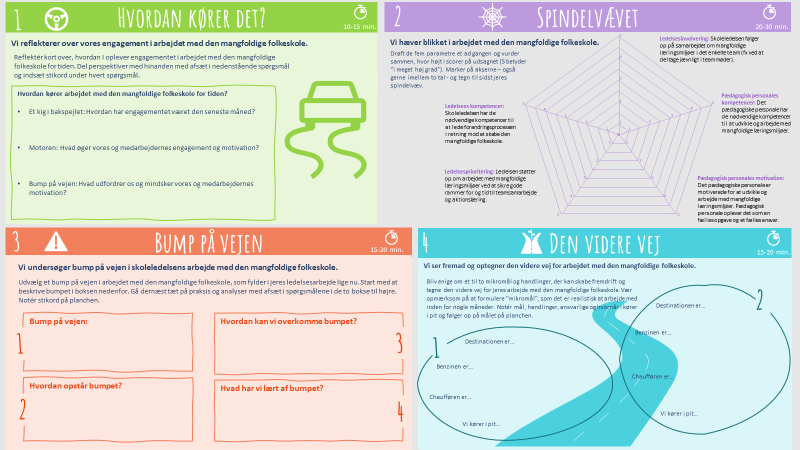 1
Hvordan kører det?
10-15 min.
Vi reflekterer over vores engagement i arbejdet med den mangfoldige folkeskole.
Reflektér kort over, hvordan I oplever engagementet i arbejdet med den mangfoldige
folkeskole. Del perspektiver med hinanden med afsæt i nedenstående spørgsmål
og indsæt stikord under hvert spørgsmål.
Hvordan kører arbejdet med den mangfoldige folkeskole for tiden?
• Et kig i bakspejlet: Hvordan har engagementet været den seneste måned?
• Motoren: Hvad øger vores og medarbejdernes engagement og motivation?
• Bump på vejen: Hvad udfordrer os og mindsker vores og medarbejdernes
motivation?
2
Spindelvævet
20-30 min.
Vi hæver blikket i arbejdet med den mangfoldige folkeskole.
Drøft de fem parametre et ad gangen og vurder
sammen, hvor højt I scorer på udsagnet (5 betyder
"i meget høj grad"). Marker på akserne – også
gerne imellem to tal - og tegn til sidst jeres
spindelvæv.
Ledelsesinvolvering: Skoleledelsen følger
op på samarbejdet om mangfoldige
læringsmiljøer i det enkelte team (fx ved at
deltage jævnligt i teammøder).
Ledelsens kompetencer:
Skoleledelsen har de
nødvendige kompetencer til
at lede forandringsprocessen
i retning mod at skabe den
mangfoldige folkeskole.
Pædagogisk personales
kompetencer: Det
pædagogiske personale har
de nødvendige kompetencer
til at udvikle og arbejde med
mangfoldige læringsmiljøer.
Ledelsesprioritering: Ledelsen støtter
op om arbejdet med mangfoldige
læringsmiljøer ved at sikre gode
rammer for og tid til teamsamarbejde
og aktionslæring.
Pædagogisk personales motivation:
Det pædagogiske personale er
motiverede for at udvikle og
arbejde med mangfoldige
læringsmiljøer. Pædagogisk
personale oplever det som en
fællesopgave og et fælles ansvar.
3
Bump på vejen
15-20 min.
Vi undersøger bump på vejen i skoleledelsens arbejde med den mangfoldige folkeskole.
Udvælg et bump på vejen i arbejdet med den mangfoldige folkeskole, som fylder i jeres ledelsesarbejde lige nu. Start med at
beskrive bumpet i boksen nedenfor. Gå dernæst tæt på praksis og analyser med afsæt i spørgsmålene i de to bokse til højre.
Notér stikord på planchen.
Bump på vejen:
1
Hvordan kan vi overkomme bumpet?
3
Hvordan opstår bumpet?
2
Hvad har vi lært af bumpet?
4
4
Den videre vej
15-20 min.
Vi ser fremad og optegner den videre vej for arbejdet med den mangfoldige folkeskole.
Bliv enige om et til to mikromål og handlinger, der kan skabe fremdrift og
tegne den videre vej for jeres arbejde med den mangfoldige folkeskole. Vær
opmærksom på at formulere "mikromål", som det er realistisk at arbejde med
inden for nogle måneder. Notér mål, handlinger, ansvarlige og hvornår I kører
i pit og følger op på målet på planchen.
1
Destinationen er...
Benzinen er...
Chaufføren er...
Vi kører i pit...
2
Destinationen er...
Benzinen er...
Chaufføren er...
Vi kører i pit...